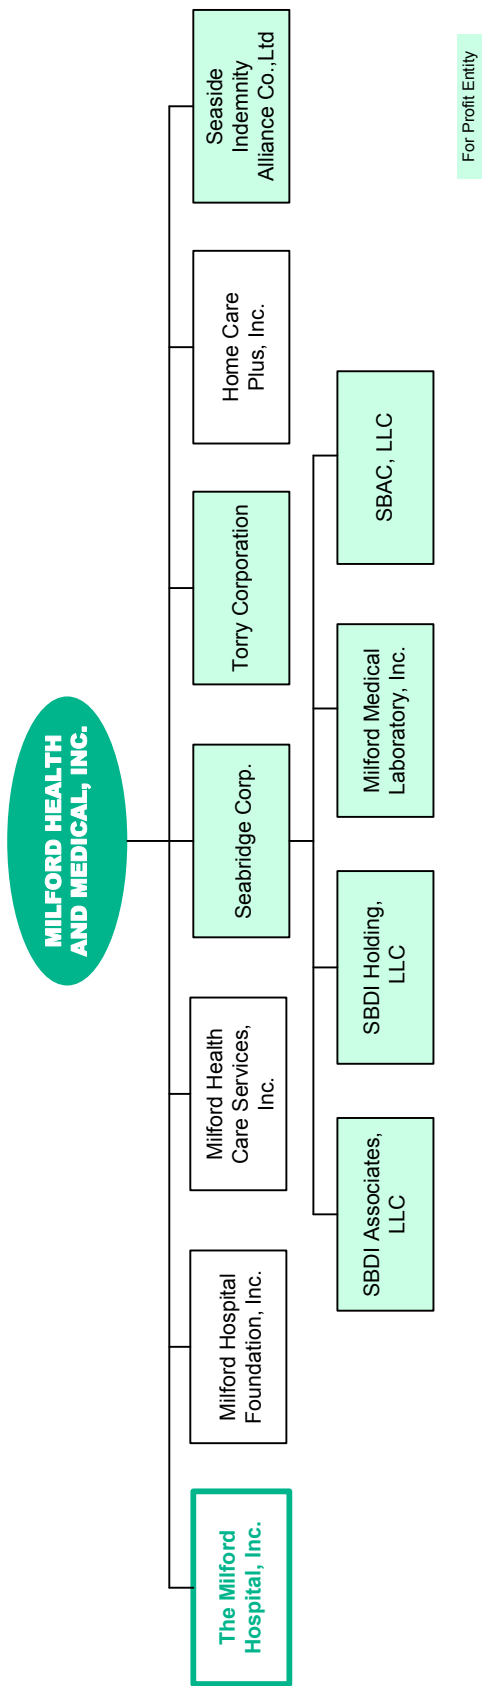 MILFORD HEALTH
AND MEDICAL, INC.
The Milford
Hospital, Inc.
Milford Hospital
Foundation, Inc.
Milford Health
Care Services,
Inc.
Seabridge Corp.
Torry Corporation
Home Care
Plus, Inc.
Seaside
Indemnity
Alliance Co.,Ltd
SBDI Associates,
LLC
SBDI Holding,
LLC
Milford Medical
Laboratory, Inc.
SBAC, LLC
For Profit Entity